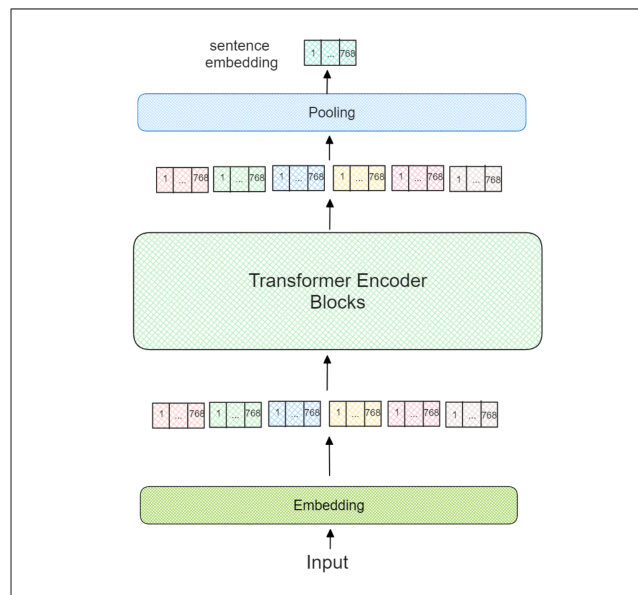 sentence
embedding
1 ... 768
Pooling
1 ... 768 1 ... 768 1 ... 768 1 ... 768 1 ... 768 1 ... 768
Transformer Encoder
Blocks
1 ... 768 1 ... 768 1 ... 768 1 ... 768 1 ... 768 1 ... 768
Embedding
Input